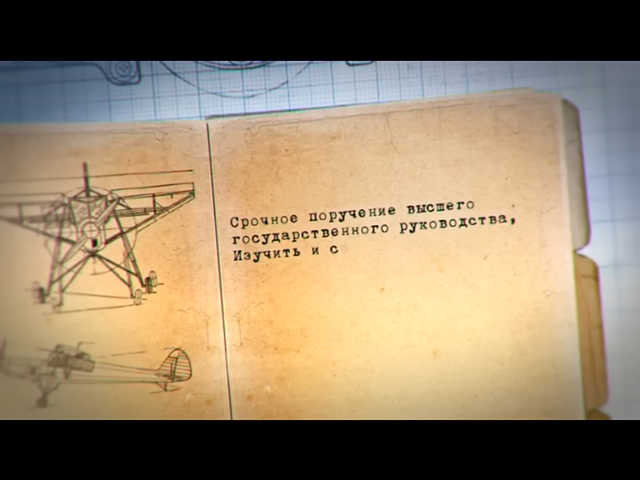 Срочное поручение высшего
государственного руководства,
Изучить и с